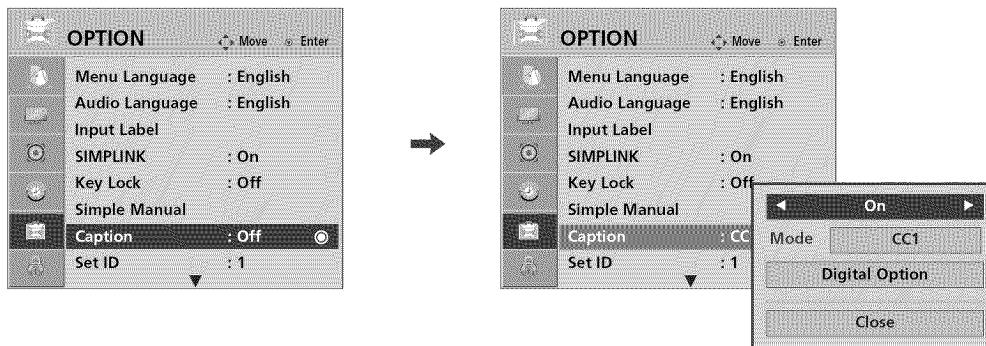 OPTION Move Enter
Menu Language : English
Audio Language : English
Input Label
SIMPLINK : On
Key Lock : Off
Simple Manual
Caption : Off
Set ID : 1
OPTION Move Enter
Menu Language : English
Audio Language : English
Input Label
SIMPLINK : On
Key Lock : Off
Simple Manual
Caption : CC
Set ID : 1
On
Mode CC1
Digital Option
Close